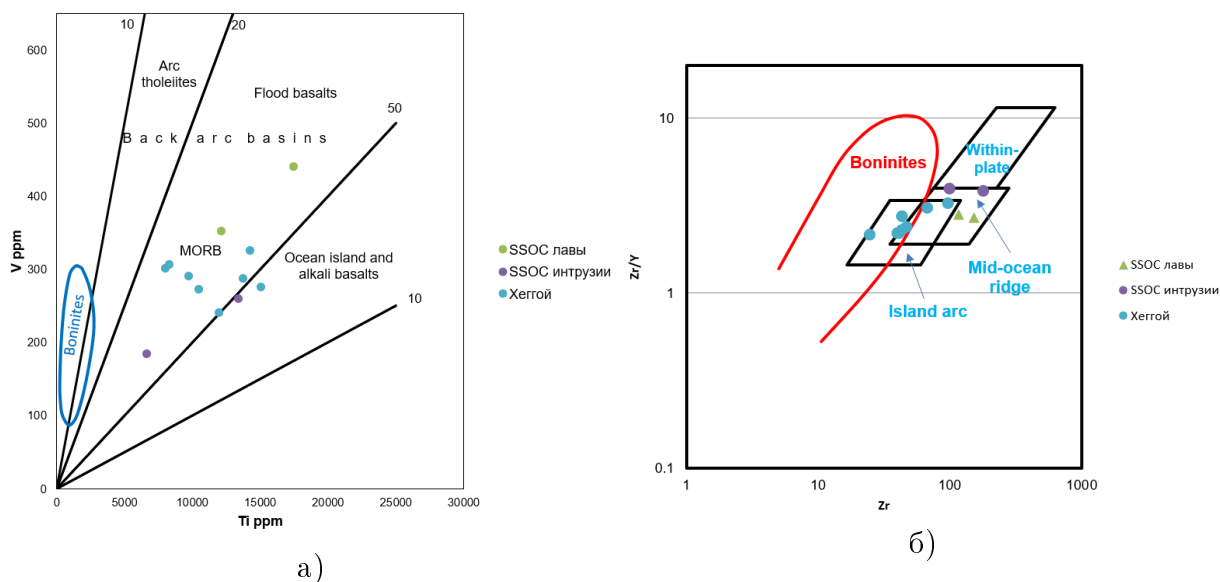 10
20
600
Arc
tholeiites
Flood basalts
50
500
Back arc basins
400
V ppm
MORB
Ocean island and
alkali basalts
300
Boninites
10
200
100
0
0 5000 10000 15000 20000 25000 30000
Ti ppm
SSOC лавы
SSOC интрузии
Хеггой
а)
10
Within-
plate
Boninites
Zr/Y
1
Mid-ocean
ridge
Island arc
0.1
1 10 100 1000
Zr
SSOC лавы
SSOC интрузии
Хеггой
б)